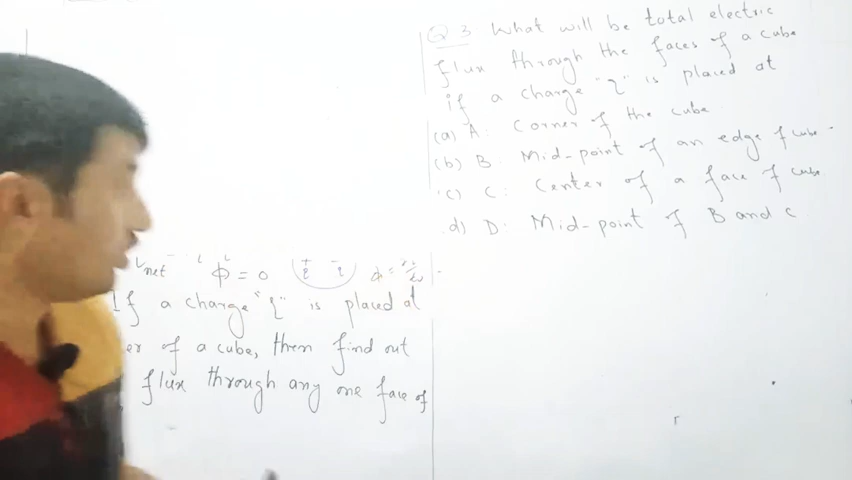 net φ = 0 + q - q φ =
If a charge "q" is placed at
er of a cube, then find out
flux through any one face of
Q 3 What will be total electric
flux through the faces of a cube
if a charge "q" is placed at
(a) A: Corner of the cube
(b) B: Mid-point of an edge of cube.
(c) C: Center of a face of cube
d) D: Mid-point of B and C